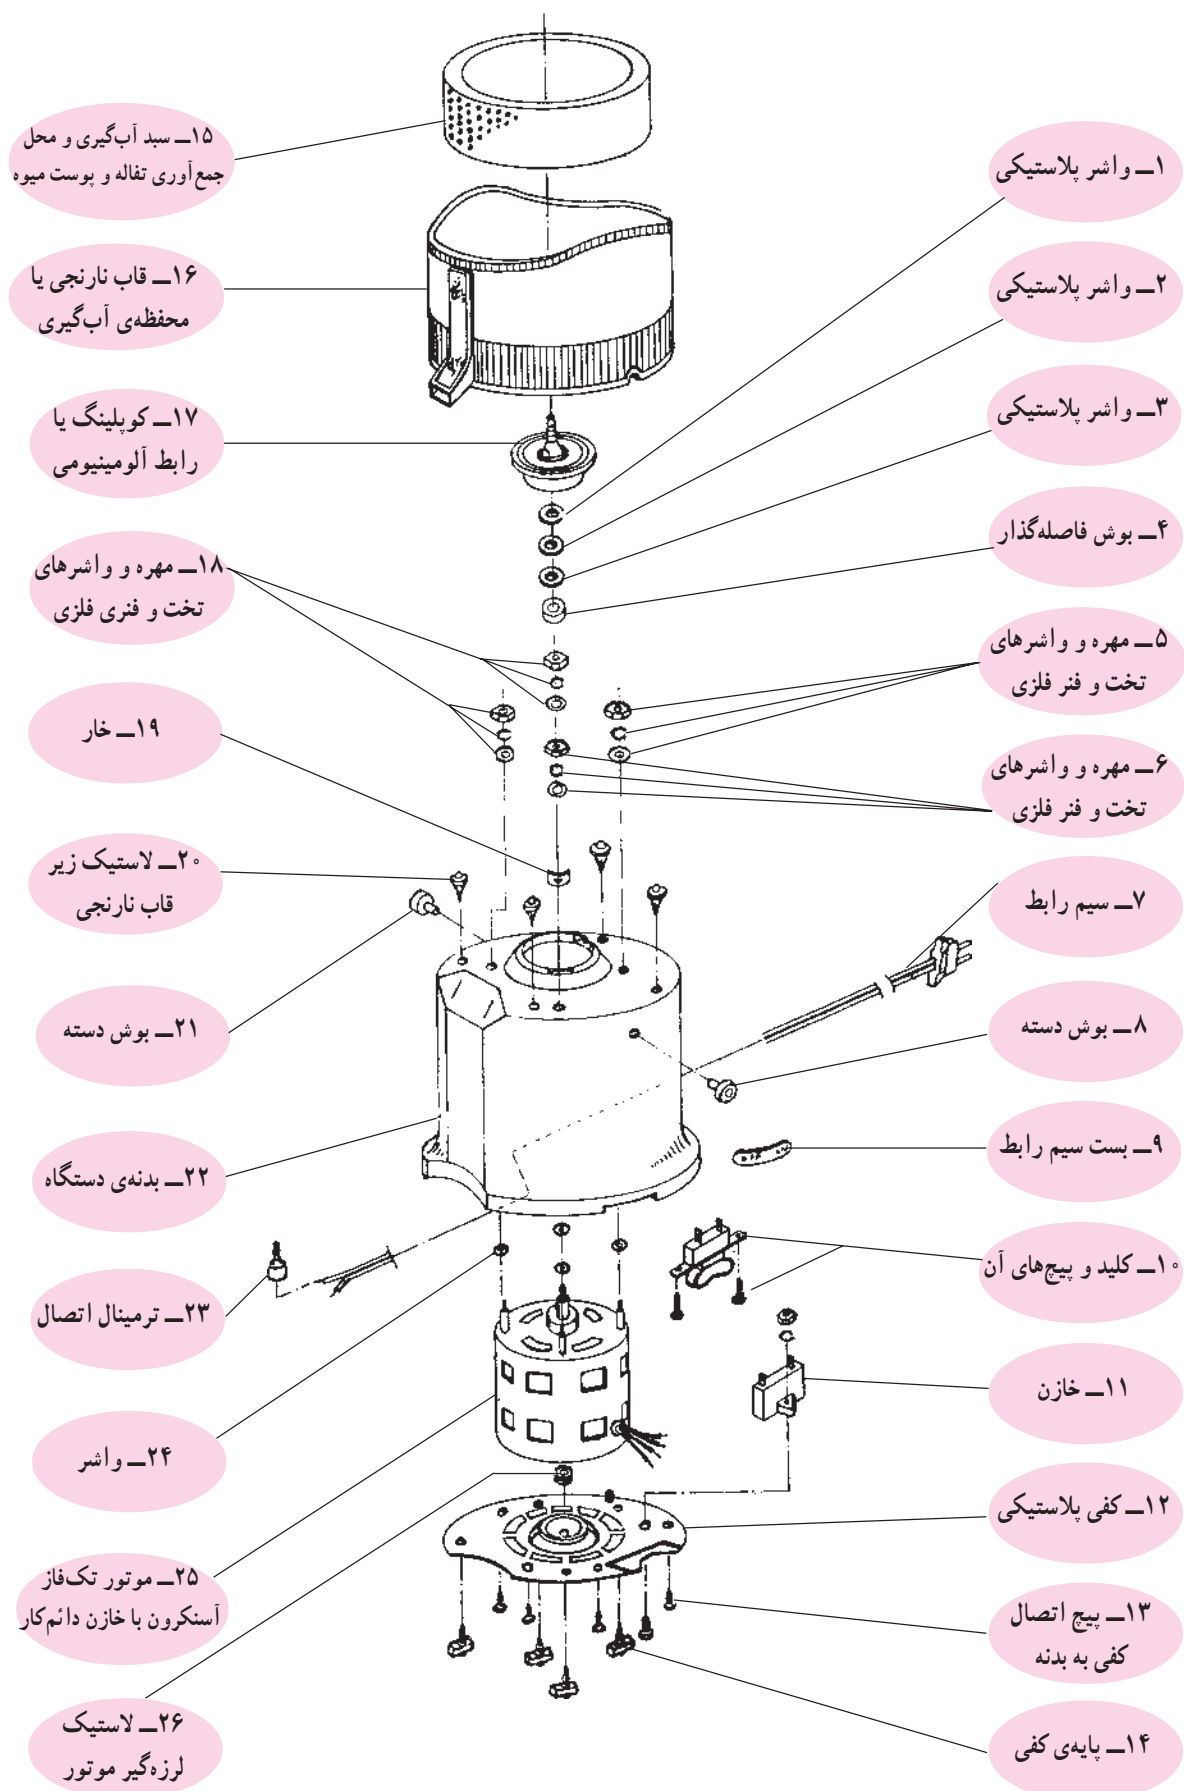 ۱ــ واشر پلاستیکی
۲ــ واشر پلاستیکی
۳ــ واشر پلاستیکی
۴ــ بوش فاصله‌گذار
۵ــ مهره و واشرهای
تخت و فنر فلزی
۶ــ مهره و واشرهای
تخت و فنر فلزی
۷ــ سیم رابط
۸ــ بوش دسته
۹ــ بست سیم رابط
۱۰ــ کلید و پیچ‌های آن
۱۱ــ خازن
۱۲ــ کفی پلاستیکی
۱۳ــ پیچ اتصال
کفی به بدنه
۱۴ــ پایه‌ی کفی
۱۵ــ سبد آب‌گیری و محل
جمع‌آوری تفاله و پوست میوه
۱۶ــ قاب نارنجی یا
محفظه‌ی آب‌گیری
۱۷ــ کوپلینگ یا
رابط آلومینیومی
۱۸ــ مهره و واشرهای
تخت و فنری فلزی
۱۹ــ خار
۲۰ــ لاستیک زیر
قاب نارنجی
۲۱ــ بوش دسته
۲۲ــ بدنه‌ی دستگاه
۲۳ــ ترمینال اتصال
۲۴ــ واشر
۲۵ــ موتور تک‌فاز
آسنکرون با خازن دائم‌کار
۲۶ــ لاستیک
لرزه‌گیر موتور